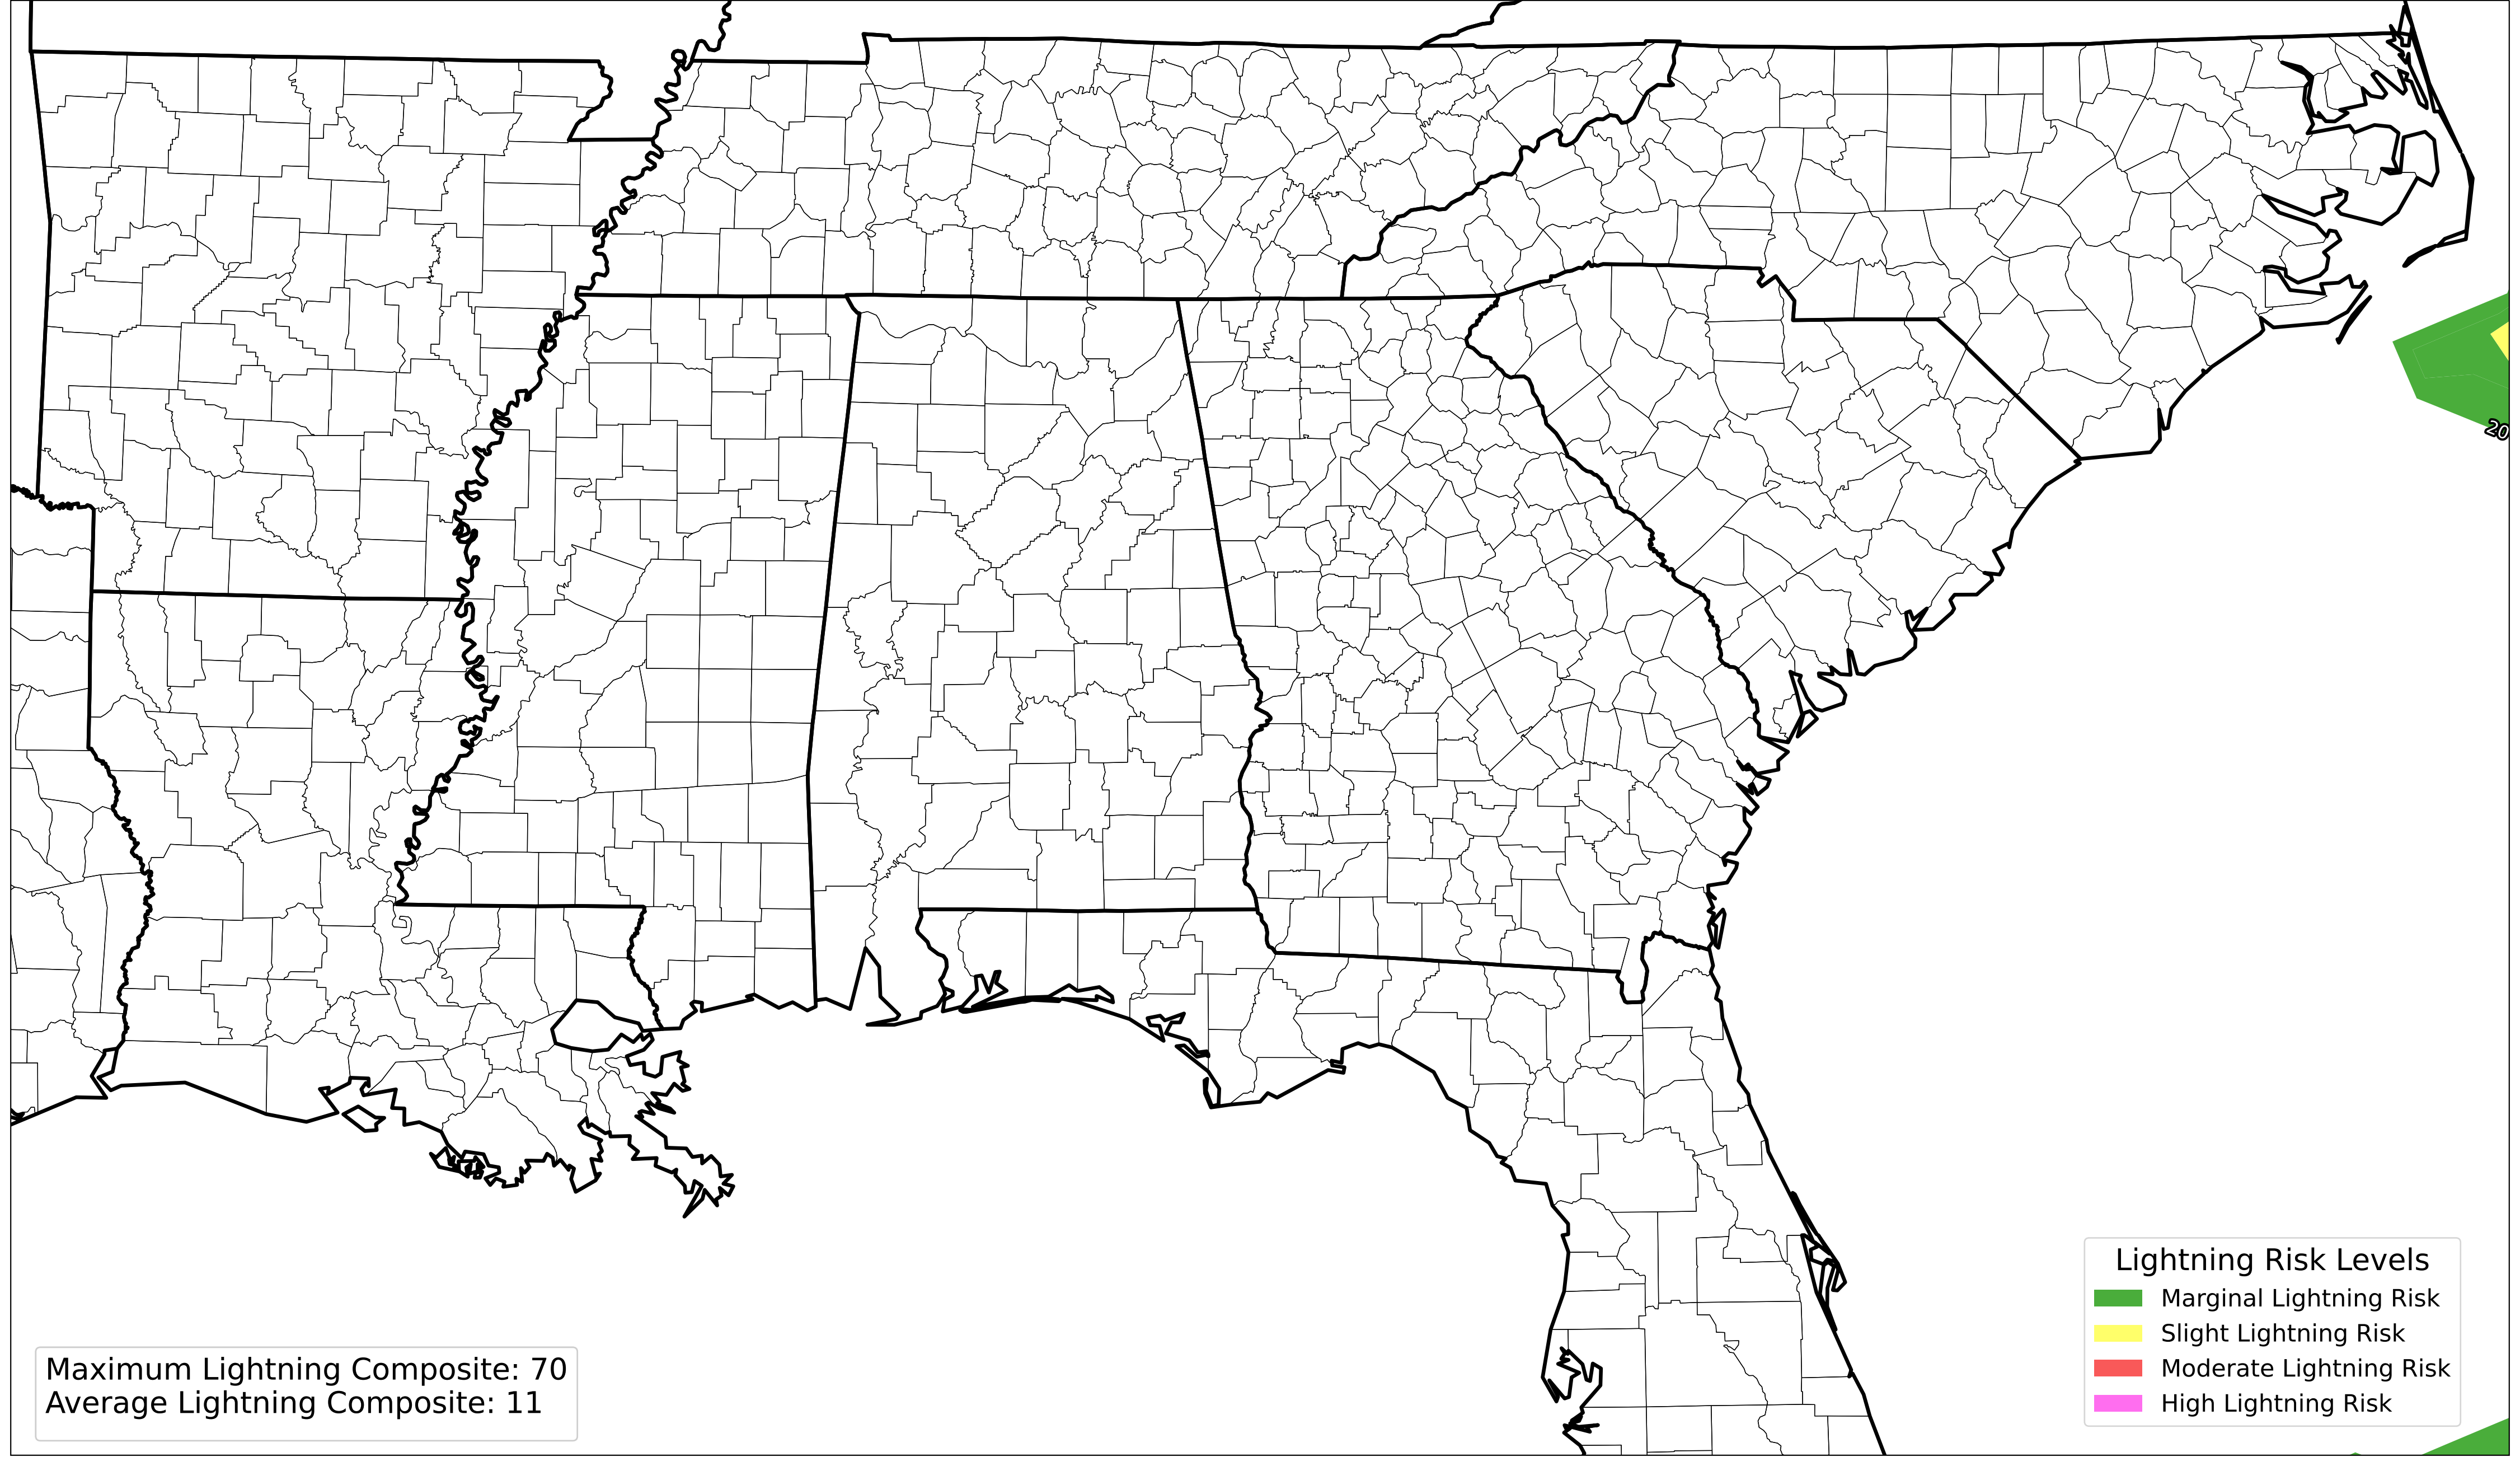 20
Lightning Risk Levels
Marginal Lightning Risk
Slight Lightning Risk
Moderate Lightning Risk
High Lightning Risk
Maximum Lightning Composite: 70
Average Lightning Composite: 11